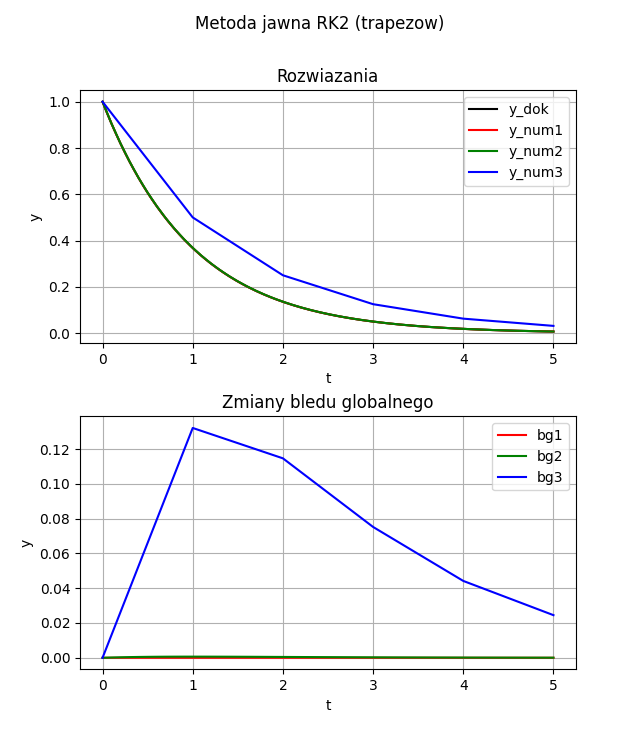 Metoda jawna RK2 (trapezow)
Rozwiazania
1.0
0.8
0.6
0.4
0.2
0.0
y
y_dok
y_num1
y_num2
y_num3
0 1 2 3 4 5
t
Zmiany bledu globalnego
0.12
0.10
0.08
0.06
0.04
0.02
0.00
y
bg1
bg2
bg3
0 1 2 3 4 5
t